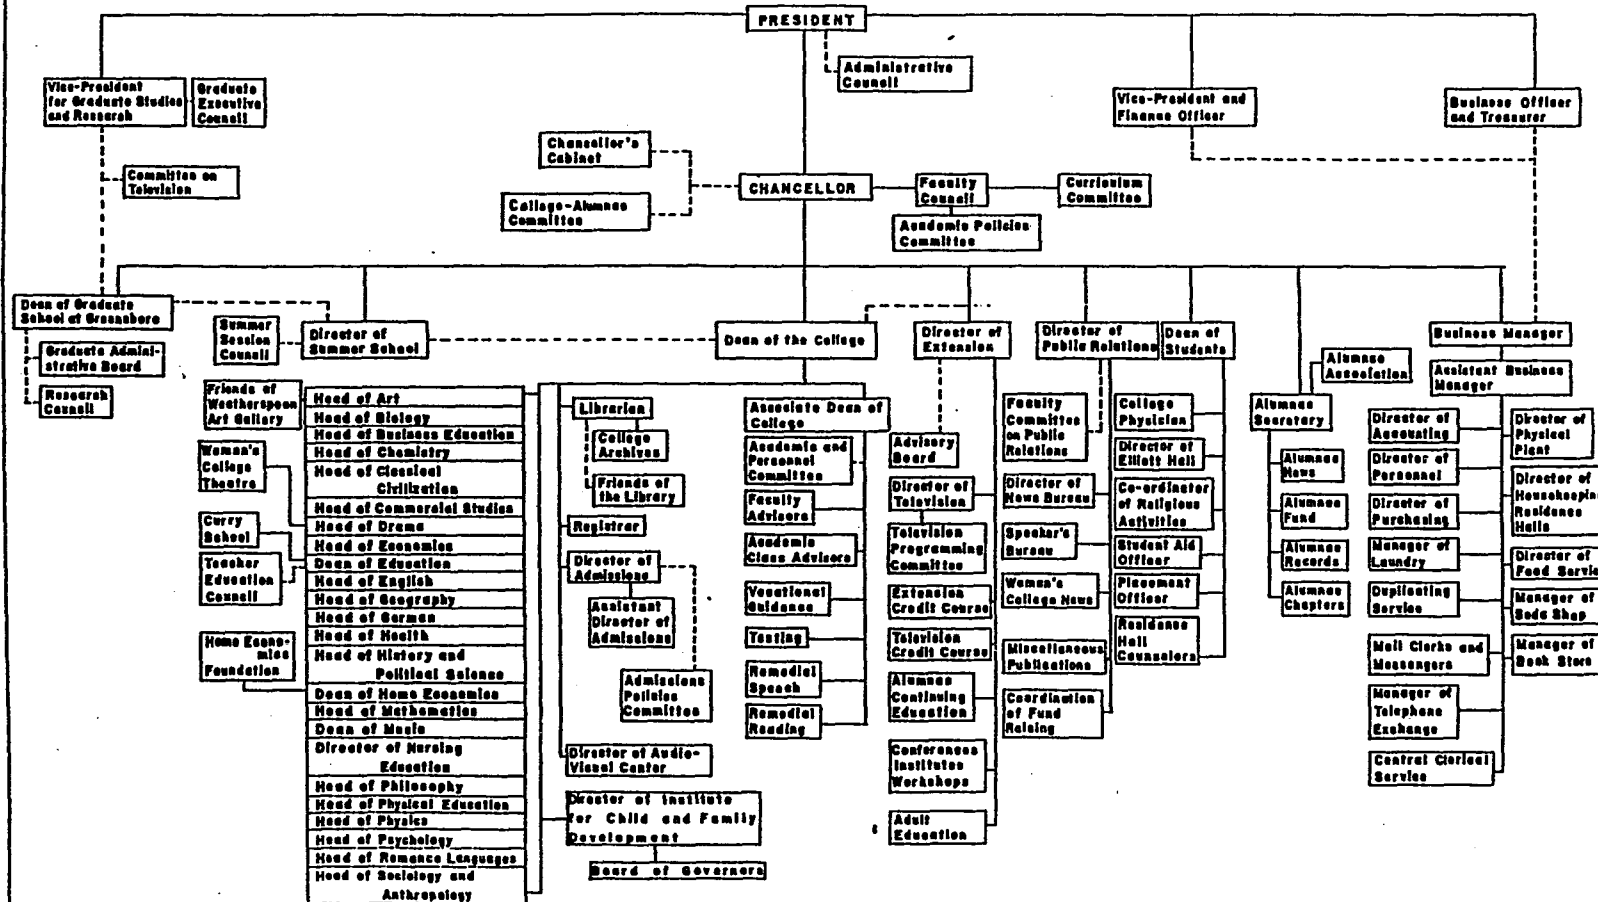 PRESIDENT
Administrative
Council
Vice-President
for Graduate Studies
and Research
Graduate
Executive
Council
Vice-President and
Finance Officer
Business Officer
and Treasurer
Committee on
Television
Chancellor's
Cabinet
College-Alumnae
Committee
CHANCELLOR
Faculty
Council
Curriculum
Committee
Academic Policies
Committee
Dean of Graduate
School at Greensboro
Graduate Admini-
strative Board
Research
Council
Summer
Session
Council
Director of
Summer School
Dean of the College
Director of
Extension
Director of
Public Relations
Dean of
Students
Business Manager
Assistant Business
Manager
Alumnae
Association
Alumnae
Secretary
Alumnae
News
Alumnae
Fund
Alumnae
Records
Alumnae
Chapters
Friends of
Weatherspoon
Art Gallery
Woman's
College
Theatre
Curry
School
Teacher
Education
Council
Home Econo-
mics
Foundation
Head of Art
Head of Biology
Head of Business Education
Head of Chemistry
Head of Classical
Civilization
Head of Commercial Studies
Head of Drama
Head of Economics
Dean of Education
Head of English
Head of Geography
Head of German
Head of Health
Head of History and
Political Science
Dean of Home Economics
Head of Mathematics
Dean of Music
Director of Nursing
Education
Head of Philosophy
Head of Physical Education
Head of Physics
Head of Psychology
Head of Romance Languages
Head of Sociology and
Anthropology
Librarian
College
Archives
Friends of
the Library
Registrar
Director of
Admissions
Assistant
Director of
Admissions
Admissions
Policies
Committee
Director of Audio-
Visual Center
Director of Institute
for Child and Family
Development
Board of Governors
Associate Dean of
College
Academic and
Personnel
Committee
Faculty
Advisors
Academic
Class Advisors
Vocational
Guidance
Testing
Remedial
Speech
Remedial
Reading
Advisory
Board
Director of
Television
Television
Programming
Committee
Extension
Credit Course
Television
Credit Course
Alumnae
Continuing
Education
Conferences
Institutes
Workshops
Adult
Education
Faculty
Committee
on Public
Relations
Director of
News Bureau
Speaker's
Bureau
Woman's
College News
Miscellaneous
Publications
Coordination
of Fund
Raising
College
Physician
Director of
Elliott Hall
Co-ordinator
of Religious
Activities
Student Aid
Officer
Placement
Officer
Residence
Hall
Counselors
Director of
Accounting
Director of
Personnel
Director of
Purchasing
Manager of
Laundry
Duplicating
Service
Mail Clerks and
Messengers
Manager of
Telephone
Exchange
Central Clerical
Service
Director of
Physical
Plant
Director of
Housekeeping
Residence
Halls
Director of
Food Servic
Manager of
Soda Shop
Manager of
Book Store